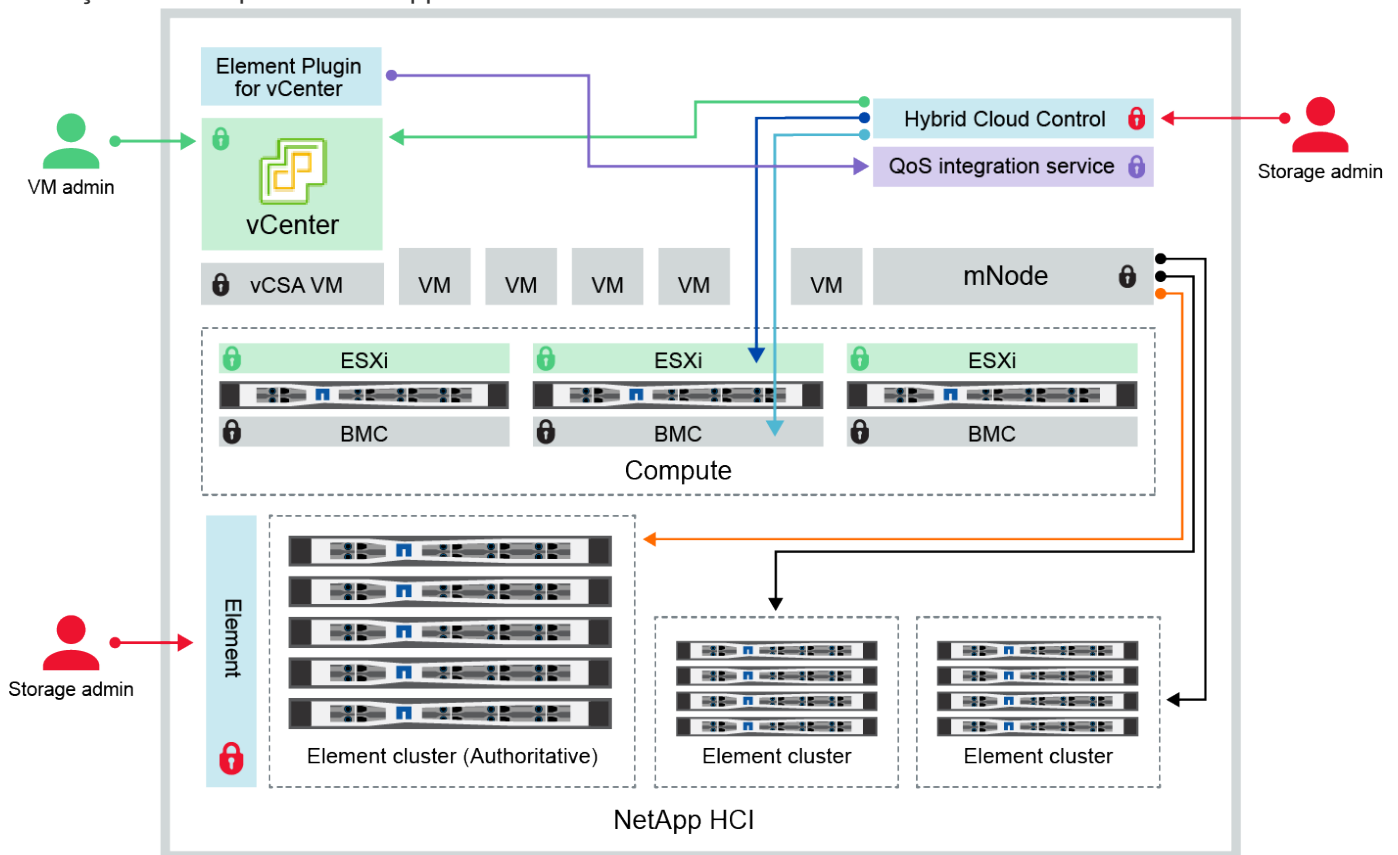 Element Plugin
for vCenter
Hybrid Cloud Control
QoS integration service
VM admin
Storage admin
vCenter
vCSA VM
VM
VM
VM
VM
VM
mNode
ESXi
ESXi
ESXi
BMC
BMC
BMC
Compute
Element
Storage admin
Element cluster (Authoritative)
Element cluster
Element cluster
NetApp HCI